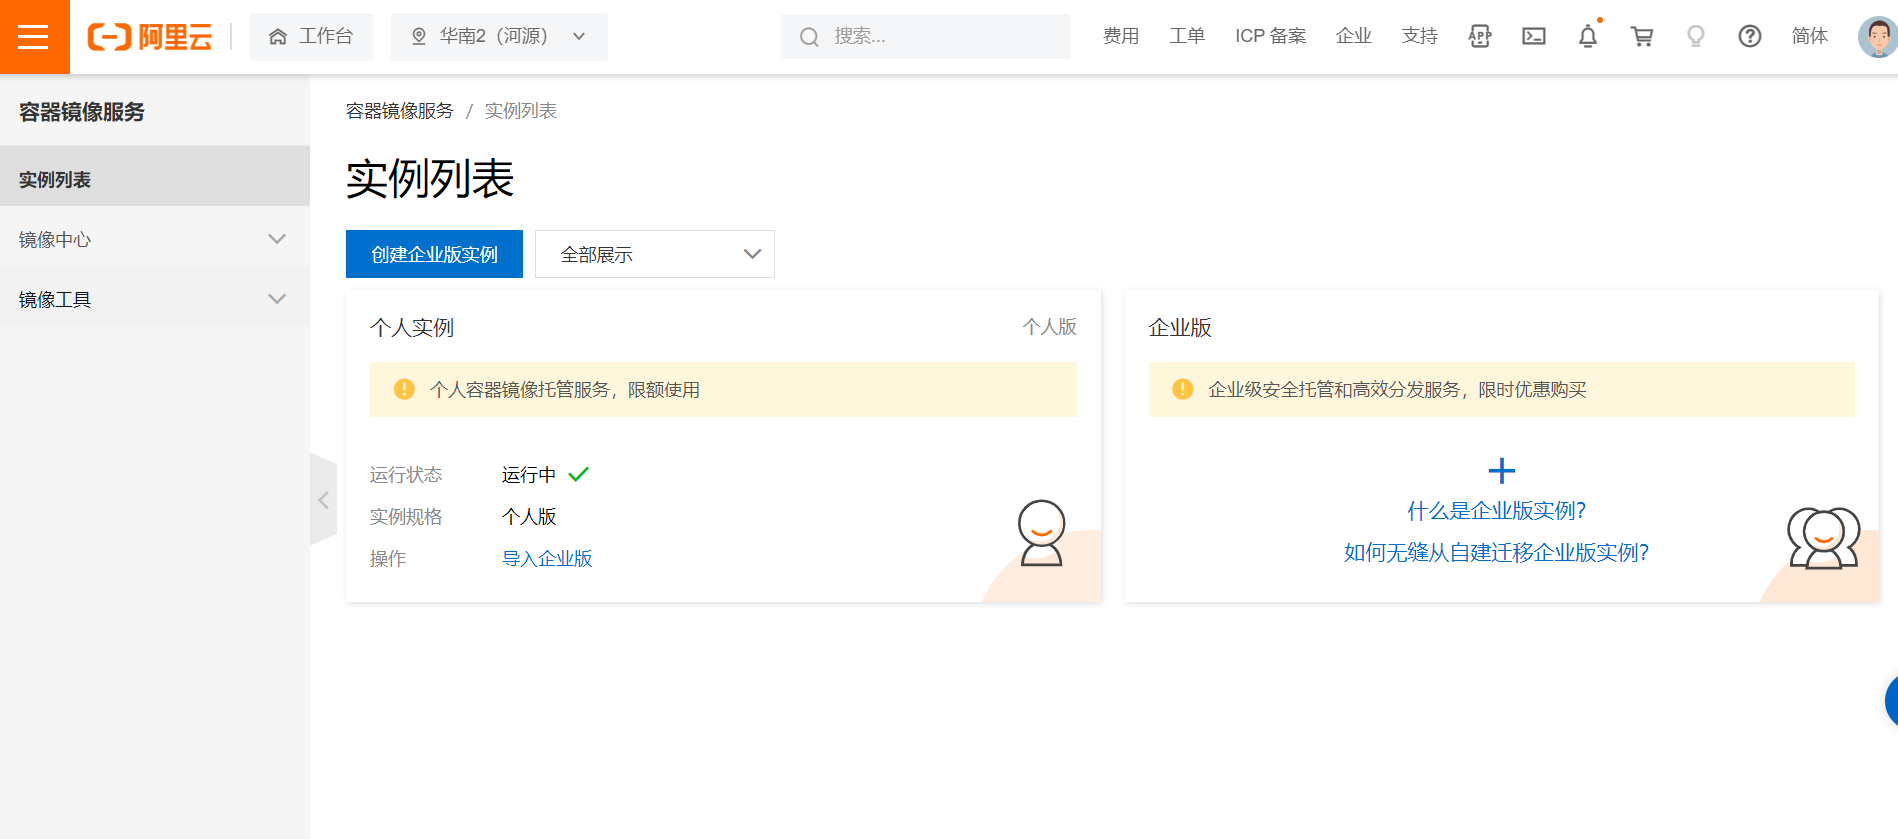 阿里云
工作台
华南2（河源）
搜索...
费用
工单
ICP 备案
企业
支持
APP
简体
容器镜像服务
实例列表
镜像中心
镜像工具
容器镜像服务 / 实例列表
实例列表
创建企业版实例
全部展示
个人实例
个人版
个人容器镜像托管服务，限额使用
运行状态 运行中
实例规格 个人版
操作 导入企业版
企业版
企业级安全托管和高效分发服务，限时优惠购买
什么是企业版实例?
如何无缝从自建迁移企业版实例?